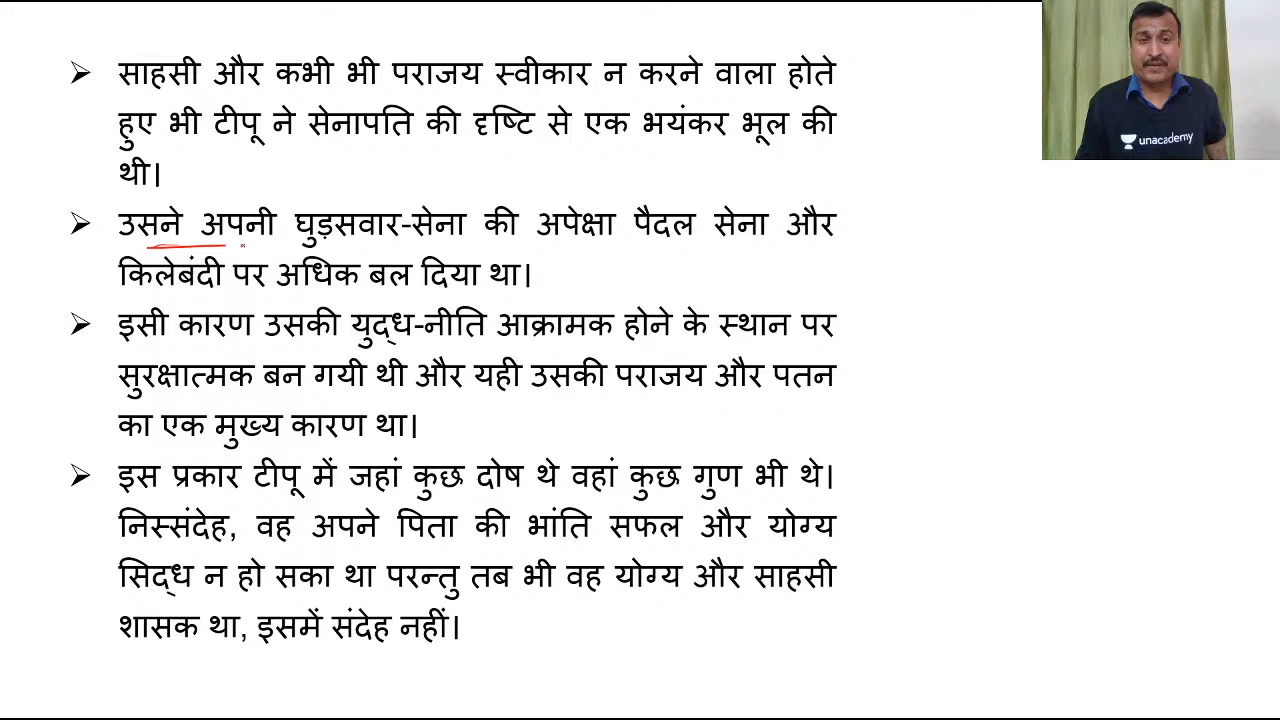 ➢ साहसी और कभी भी पराजय स्वीकार न करने वाला होते
हुए भी टीपू ने सेनापति की दृष्टि से एक भयंकर भूल की
थी।
➢ उसने अपनी घुड़सवार-सेना की अपेक्षा पैदल सेना और
किलेबंदी पर अधिक बल दिया था।
➢ इसी कारण उसकी युद्ध-नीति आक्रामक होने के स्थान पर
सुरक्षात्मक बन गयी थी और यही उसकी पराजय और पतन
का एक मुख्य कारण था।
➢ इस प्रकार टीपू में जहां कुछ दोष थे वहां कुछ गुण भी थे।
निस्संदेह, वह अपने पिता की भांति सफल और योग्य
सिद्ध न हो सका था परन्तु तब भी वह योग्य और साहसी
शासक था, इसमें संदेह नहीं।
unacademy